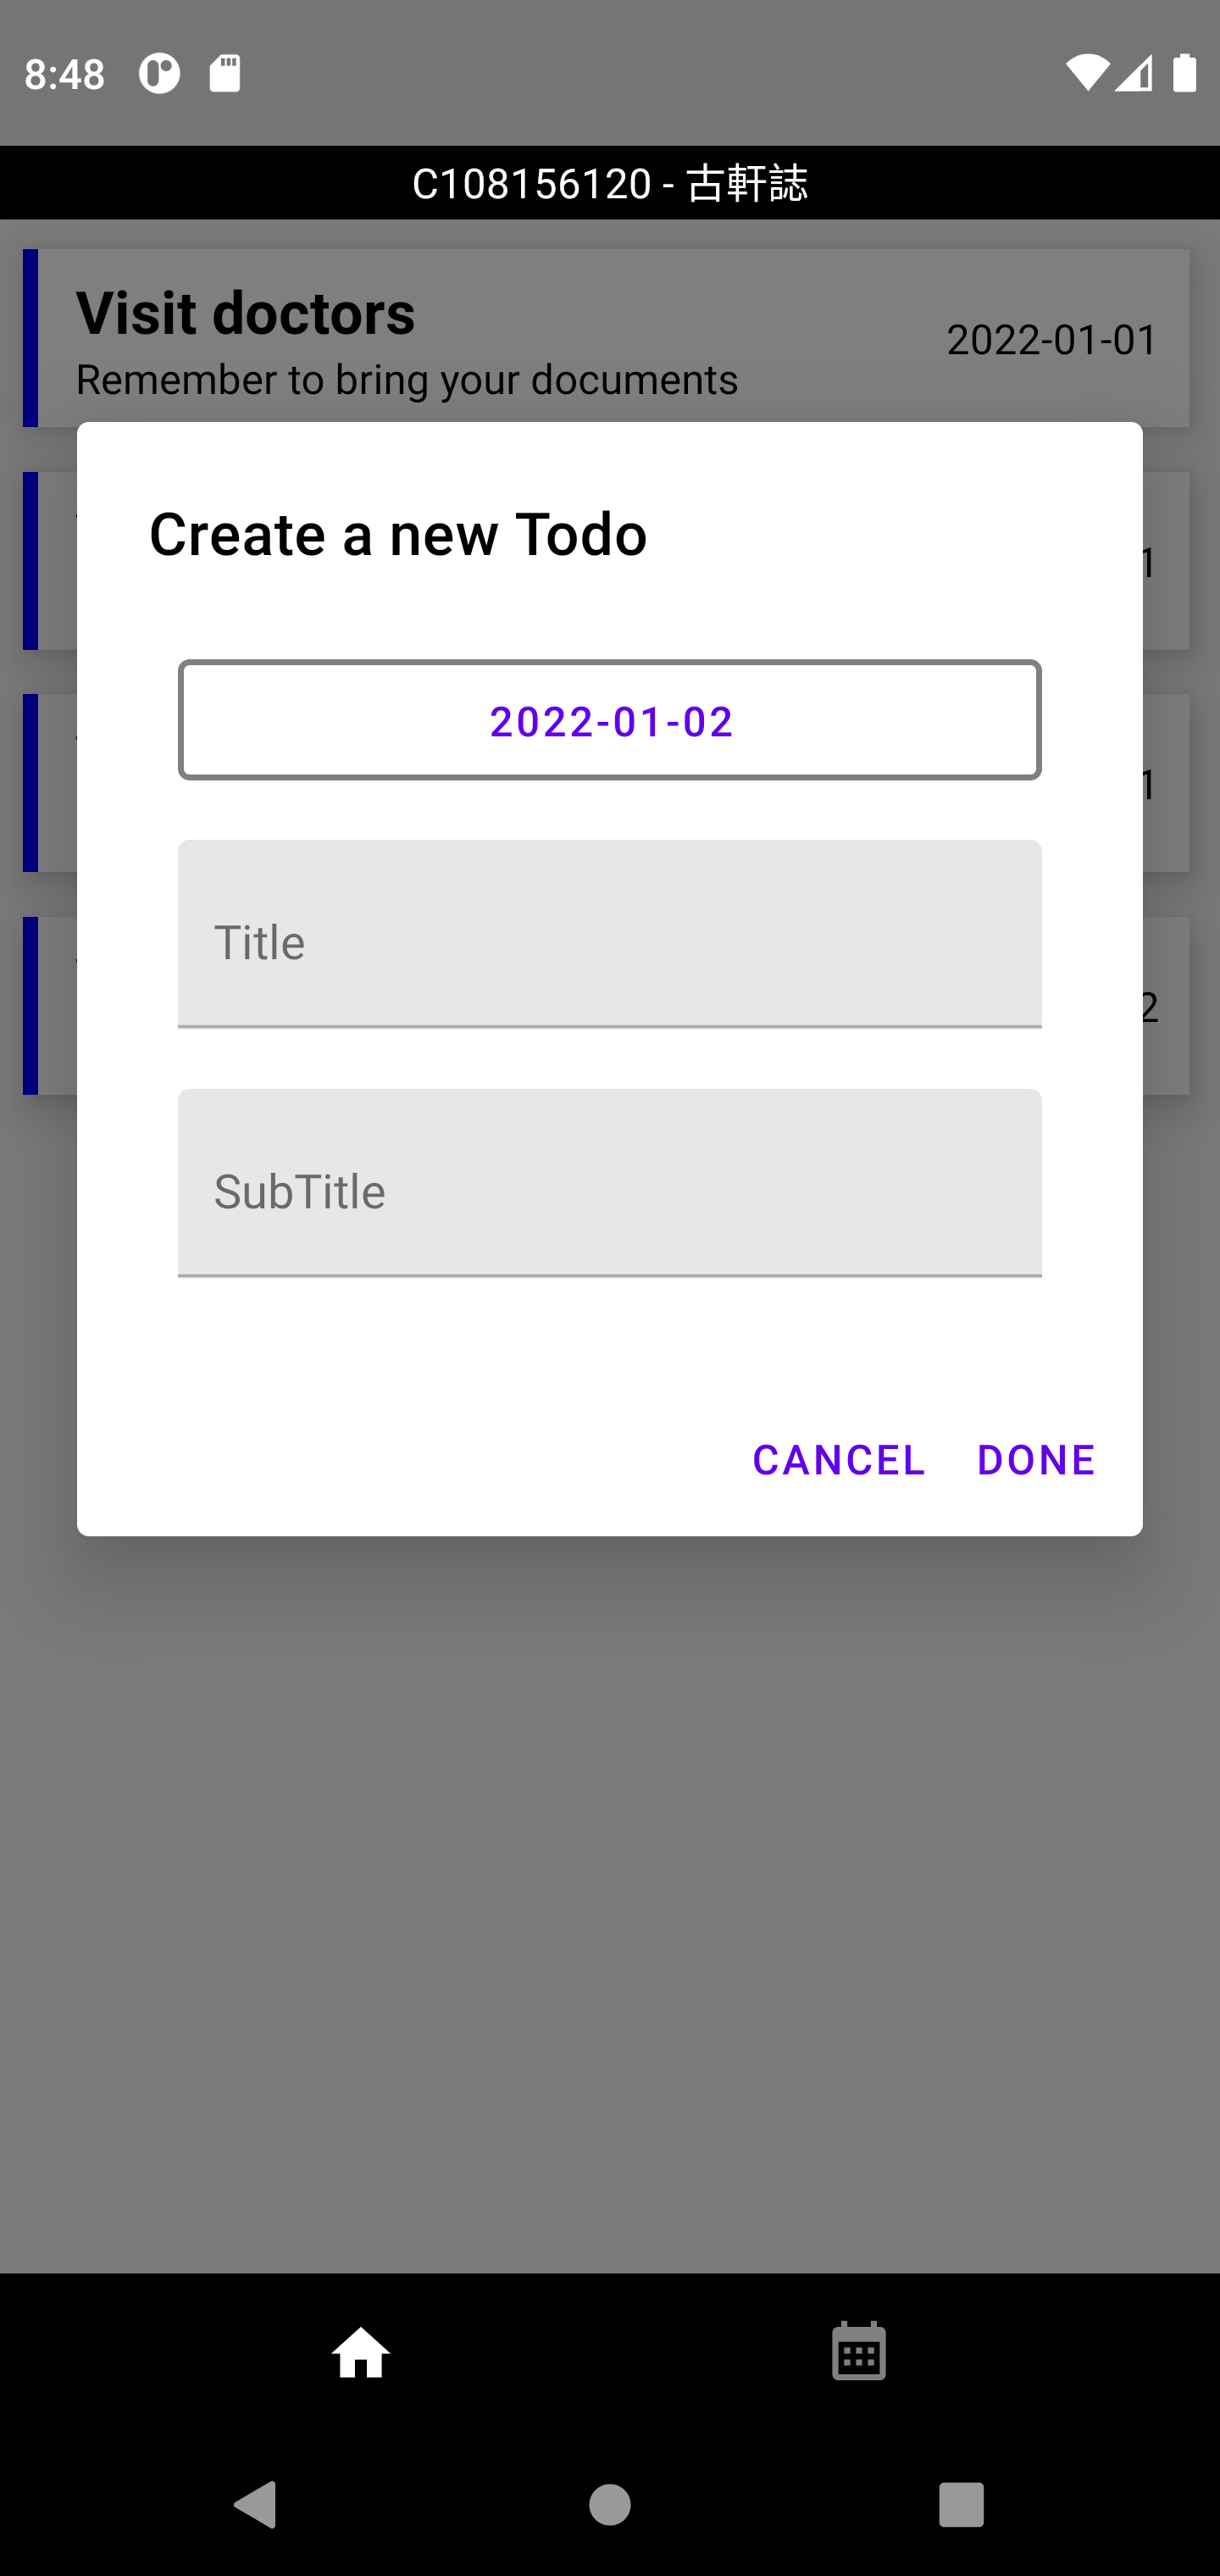 8:48
C108156120 - 古軒誌
Visit doctors
2022-01-01
Remember to bring your documents
Create a new Todo
1
2022-01-02
1
Title
2
SubTitle
CANCEL DONE